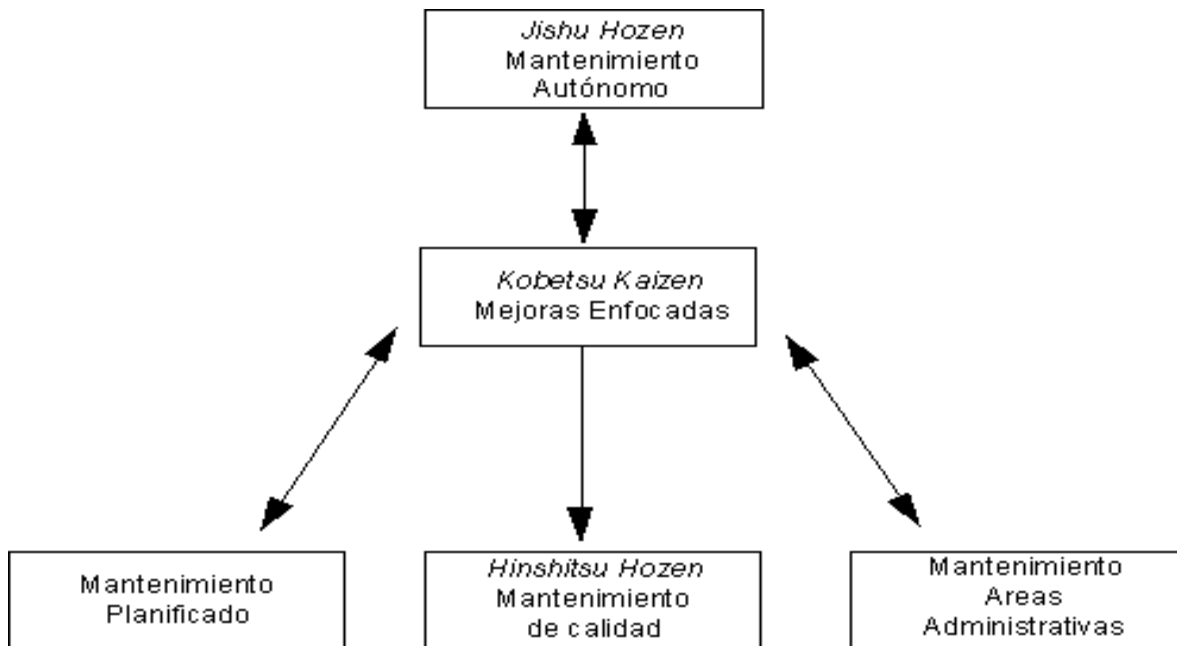 Jishu Hozen
Mantenimiento
Autónomo
Kobetsu Kaizen
Mejoras Enfocadas
Mantenimiento
Planificado
Hinshitsu Hozen
Mantenimiento
de calidad
Mantenimiento
Areas
Administrativas